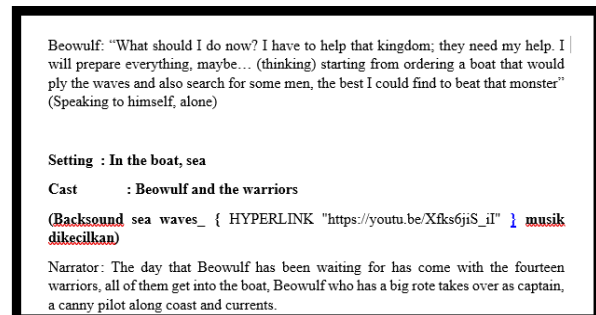 Beowulf: “What should I do now? I have to help that kingdom; they need my help. I
will prepare everything, maybe… (thinking) starting from ordering a boat that would
ply the waves and also search for some men, the best I could find to beat that monster”
(Speaking to himself, alone)
Setting : In the boat, sea
Cast : Beowulf and the warriors
(Backsound sea waves_ { HYPERLINK "https://youtu.be/Xfks6jiS_iI" } musik
dikecilkan)
Narrator: The day that Beowulf has been waiting for has come with the fourteen
warriors, all of them get into the boat, Beowulf who has a big rote takes over as captain,
a canny pilot along coast and currents.